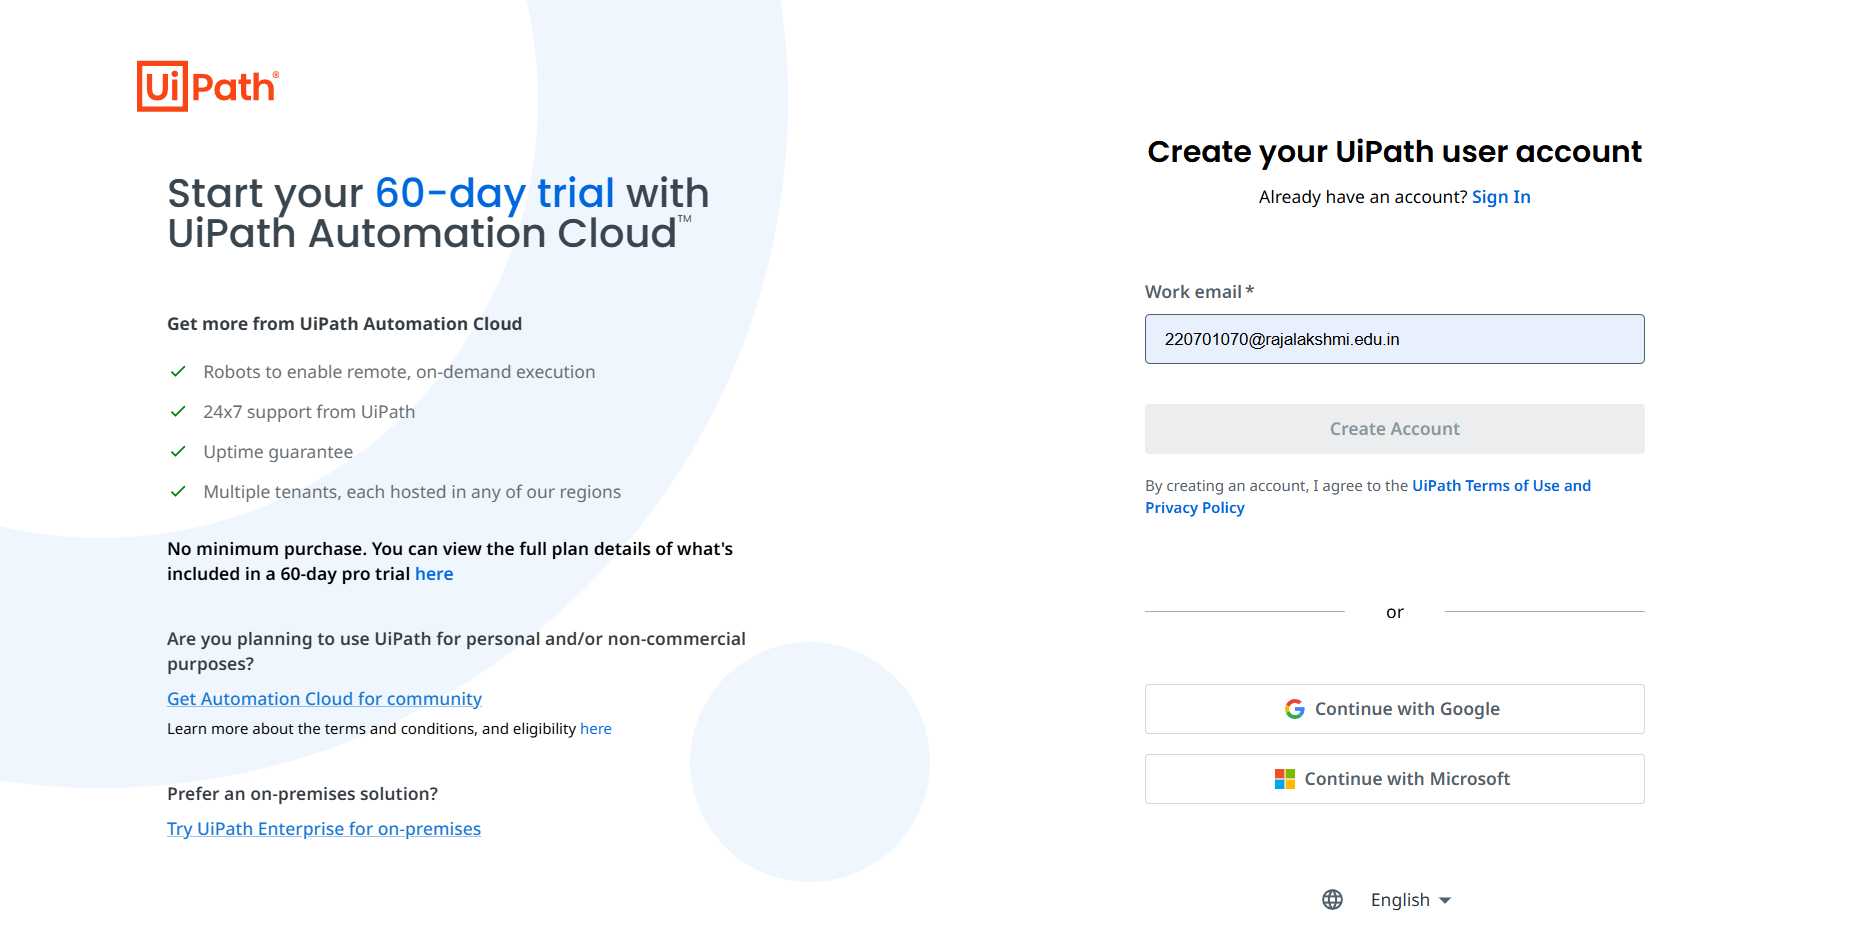 UiPath®
Start your 60-day trial with
UiPath Automation Cloud™
Get more from UiPath Automation Cloud
Robots to enable remote, on-demand execution
24x7 support from UiPath
Uptime guarantee
Multiple tenants, each hosted in any of our regions
No minimum purchase. You can view the full plan details of what's
included in a 60-day pro trial here
Are you planning to use UiPath for personal and/or non-commercial
purposes?
Get Automation Cloud for community
Learn more about the terms and conditions, and eligibility here
Prefer an on-premises solution?
Try UiPath Enterprise for on-premises
Create your UiPath user account
Already have an account? Sign In
Work email *
220701070@rajalakshmi.edu.in
Create Account
By creating an account, I agree to the UiPath Terms of Use and
Privacy Policy
or
Continue with Google
Continue with Microsoft
English